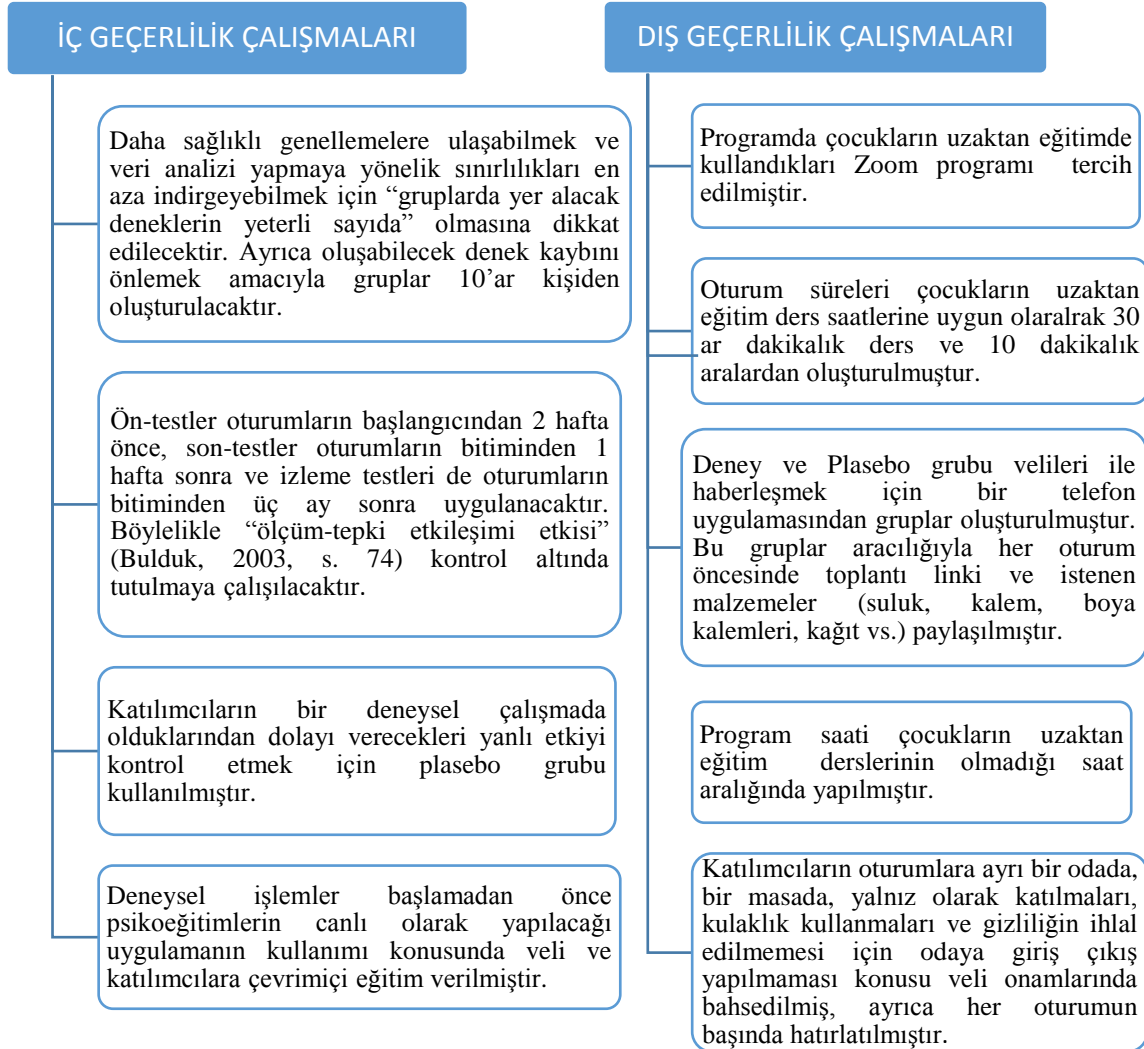 İÇ GEÇERLİLİK ÇALIŞMALARI
Daha sağlıklı genellemelere ulaşabilmek ve
veri analizi yapmaya yönelik sınırlılıkları en
aza indirgeyebilmek için “gruplarda yer alacak
deneklerin yeterli sayıda” olmasına dikkat
edilecektir. Ayrıca oluşabilecek denek kaybını
önlemek amacıyla gruplar 10’ar kişiden
oluşturulacaktır.
Ön-testler oturumların başlangıcından 2 hafta
önce, son-testler oturumların bitiminden 1
hafta sonra ve izleme testleri de oturumların
bitiminden üç ay sonra uygulanacaktır.
Böylelikle “ölçüm-tepki etkileşimi etkisi”
(Bulduk, 2003, s. 74) kontrol altında
tutulmaya çalışılacaktır.
Katılımcıların bir deneysel çalışmada
olduklarından dolayı verecekleri yanlı etkiyi
kontrol etmek için plasebo grubu
kullanılmıştır.
Deneysel işlemler başlamadan önce
psikoeğitimlerin canlı olarak yapılacağı
uygulamanın kullanımı konusunda veli ve
katılımcılara çevrimiçi eğitim verilmiştir.
DIŞ GEÇERLİLİK ÇALIŞMALARI
Programda çocukların uzaktan eğitimde
kullandıkları Zoom programı tercih
edilmiştir.
Oturum süreleri çocukların uzaktan
eğitim ders saatlerine uygun olaralrak 30
ar dakikalık ders ve 10 dakikalık
aralardan oluşturulmuştur.
Deney ve Plasebo grubu velileri ile
haberleşmek için bir telefon
uygulamasından gruplar oluşturulmuştur.
Bu gruplar aracılığıyla her oturum
öncesinde toplantı linki ve istenen
malzemeler (suluk, kalem, boya
kalemleri, kağıt vs.) paylaşılmıştır.
Program saati çocukların uzaktan
eğitim derslerinin olmadığı saat
aralığında yapılmıştır.
Katılımcıların oturumlara ayrı bir odada,
bir masada, yalnız olarak katılmaları,
kulaklık kullanmaları ve gizliliğin ihlal
edilmemesi için odaya giriş çıkış
yapılmaması konusu veli onamlarında
bahsedilmiş, ayrıca her oturumun
başında hatırlatılmıştır.